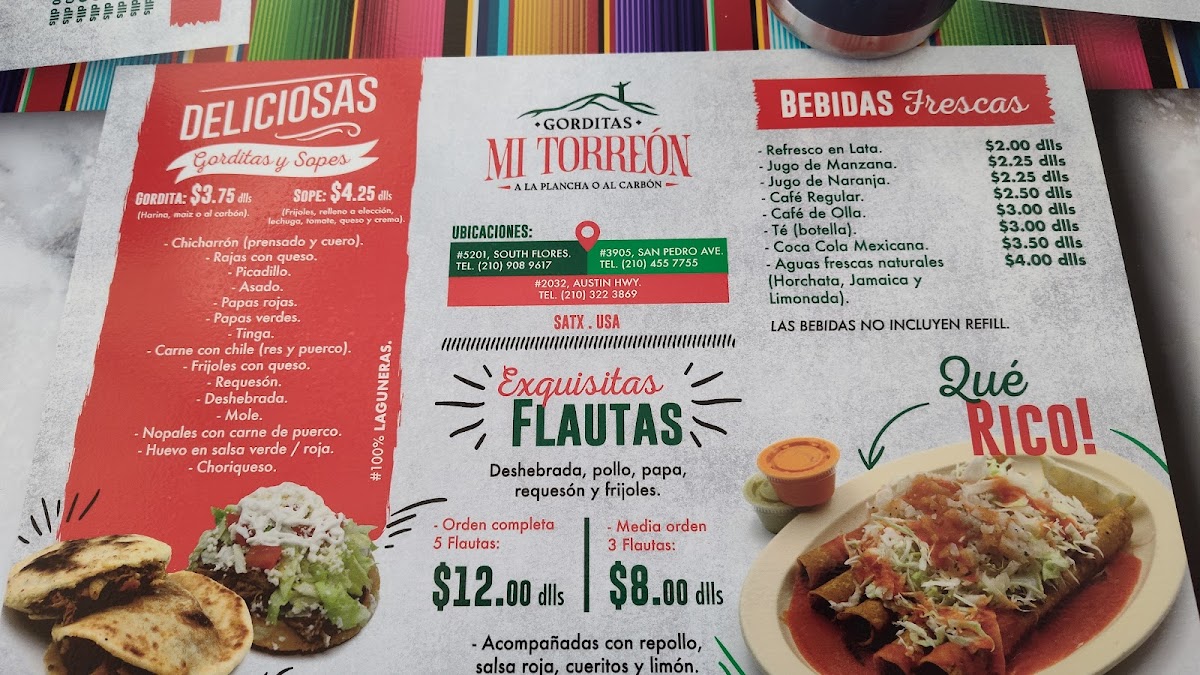 DELICIOSAS
Gorditas y Sopes
GORDITA: $3.75 dlls
(Harina, maiz o al carbón).
SOPE: $4.25 dlls
(Frijoles, relleno a elección,
lechuga, tomate, queso y crema).
- Chicharrón (prensado y cuero).
- Rajas con queso.
- Picadillo.
- Asado.
- Papas rojas.
- Papas verdes.
- Tinga.
- Carne con chile (res y puerco).
- Frijoles con queso.
- Requesón.
- Deshebrada.
- Mole.
- Nopales con carne de puerco.
- Huevo en salsa verde / roja.
- Choriqueso.
#100% LAGUNERAS.
• GORDITAS •
MI TORREÓN
A LA PLANCHA O AL CARBÓN
UBICACIONES:
#5201, SOUTH FLORES.
TEL. (210) 908 9617
#3905, SAN PEDRO AVE.
TEL. (210) 455 7755
#2032, AUSTIN HWY.
TEL. (210) 322 3869
SATX . USA
Exquisitas
FLAUTAS
Deshebrada, pollo, papa,
requesón y frijoles.
- Orden completa
5 Flautas:
$12.00 dlls
- Media orden
3 Flautas:
$8.00 dlls
- Acompañadas con repollo,
salsa roja, cueritos y limón.
BEBIDAS Frescas
- Refresco en Lata. $2.00 dlls
- Jugo de Manzana. $2.25 dlls
- Jugo de Naranja. $2.25 dlls
- Café Regular. $2.50 dlls
- Café de Olla. $3.00 dlls
- Té (botella). $3.00 dlls
- Coca Cola Mexicana. $3.50 dlls
- Aguas frescas naturales $4.00 dlls
(Horchata, Jamaica y
Limonada).
LAS BEBIDAS NO INCLUYEN REFILL.
Qué
RICO!